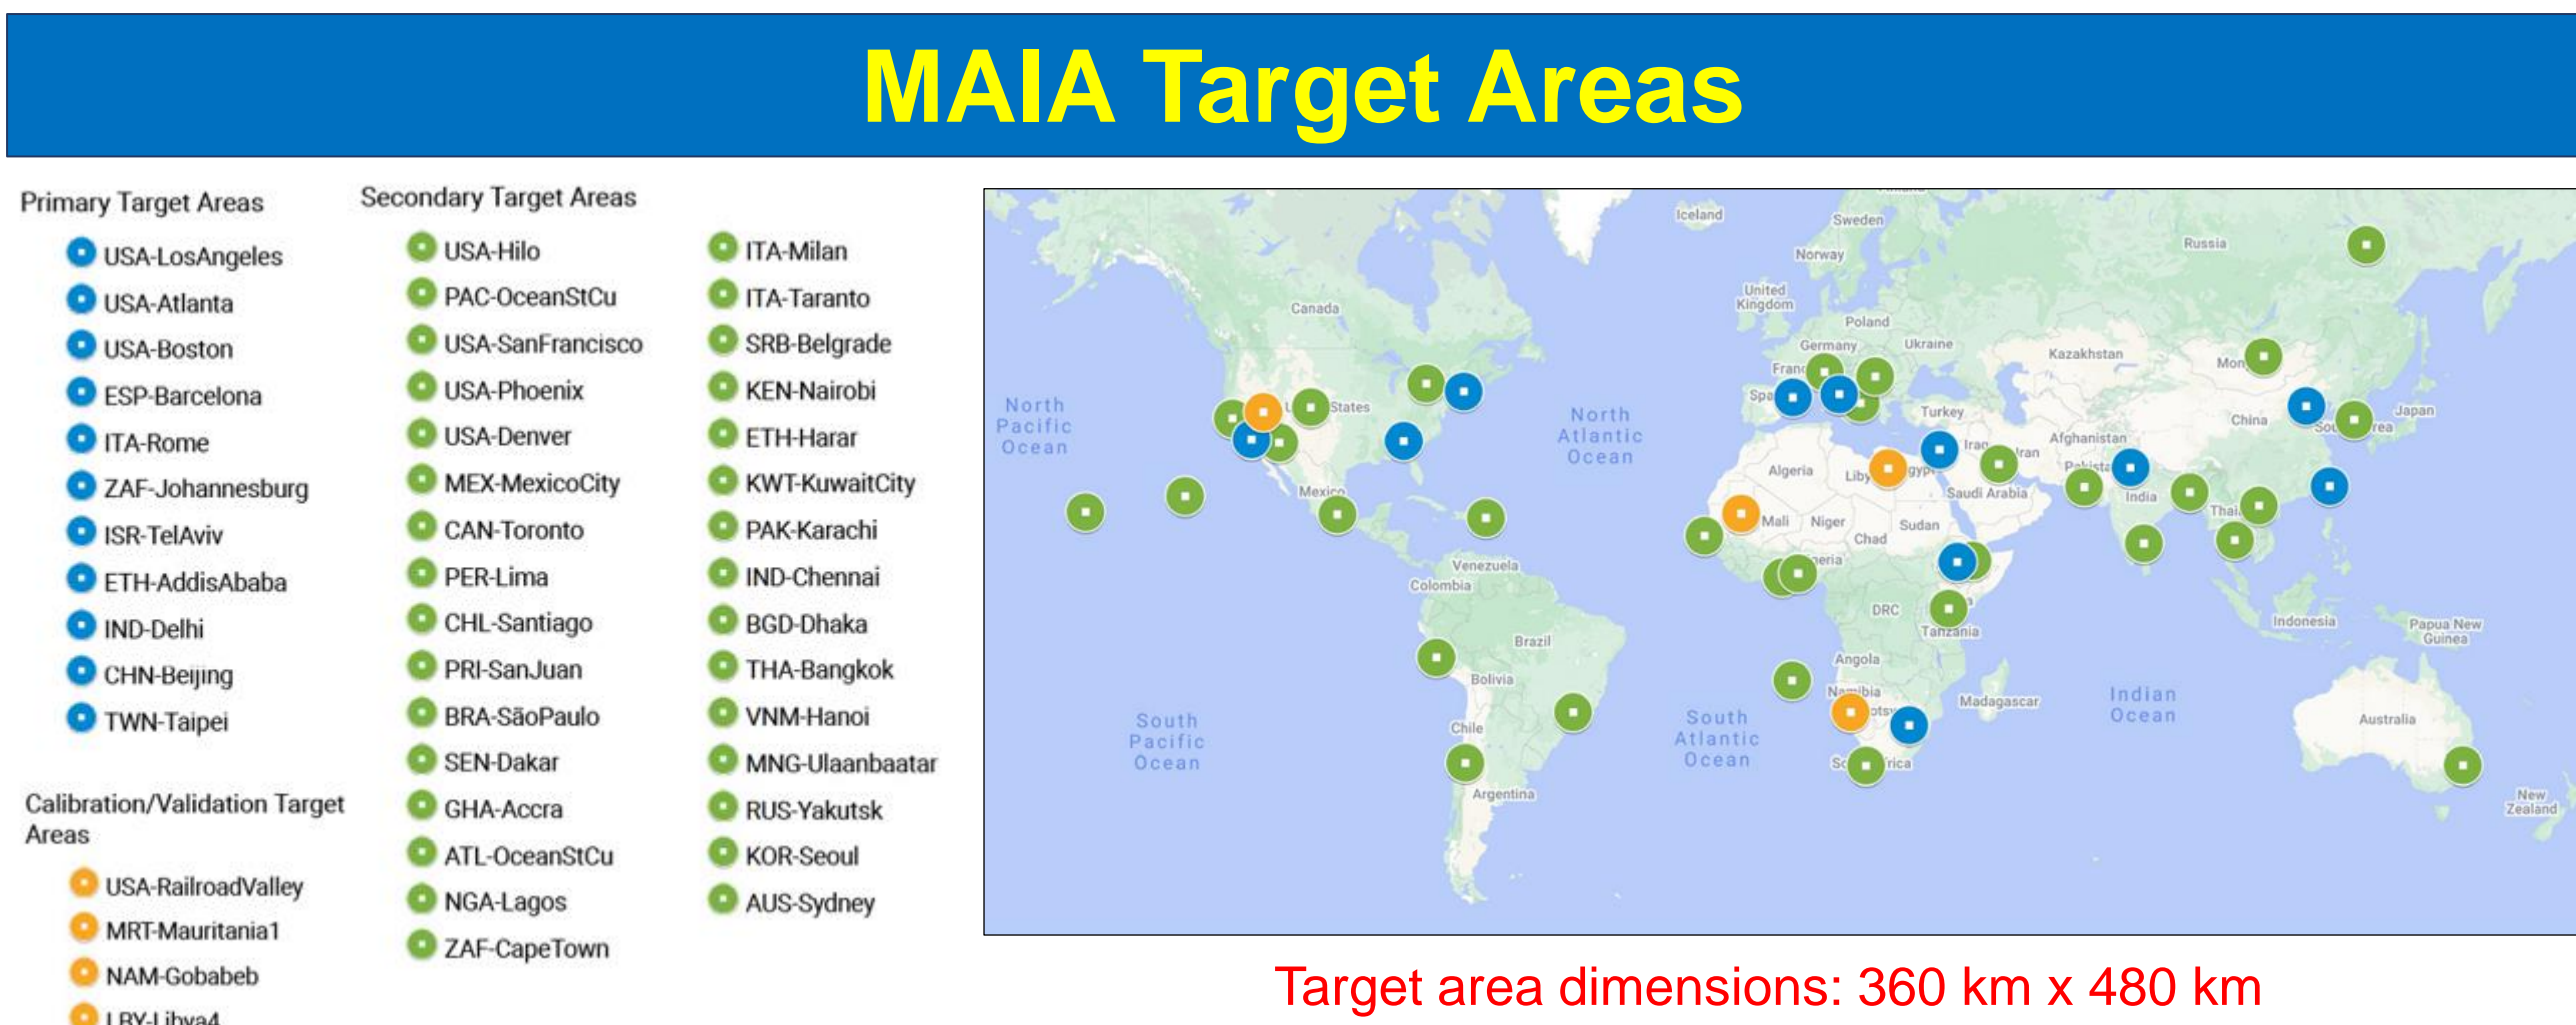 MAIA Target Areas
Primary Target Areas
USA-LosAngeles
USA-Atlanta
USA-Boston
ESP-Barcelona
ITA-Rome
ZAF-Johannesburg
ISR-TelAviv
ETH-AddisAbaba
IND-Delhi
CHN-Beijing
TWN-Taipei
Calibration/Validation Target
Areas
USA-RailroadValley
MRT-Mauritania1
NAM-Gobabeb
LBY-Libya4
Secondary Target Areas
USA-Hilo
PAC-OceanStCu
USA-SanFrancisco
USA-Phoenix
USA-Denver
MEX-MexicoCity
CAN-Toronto
PER-Lima
CHL-Santiago
PRI-SanJuan
BRA-SãoPaulo
SEN-Dakar
GHA-Accra
ATL-OceanStCu
NGA-Lagos
ZAF-CapeTown
ITA-Milan
ITA-Taranto
SRB-Belgrade
KEN-Nairobi
ETH-Harar
KWT-KuwaitCity
PAK-Karachi
IND-Chennai
BGD-Dhaka
THA-Bangkok
VNM-Hanoi
MNG-Ulaanbaatar
RUS-Yakutsk
KOR-Seoul
AUS-Sydney
Iceland
Sweden
Norway
Russia
Canada
United
Kingdom
Poland
Germany
Ukraine
Kazakhstan
States
North
Pacific
Ocean
North
Atlantic
Ocean
Turkey
Afghanistan
China
Japan
Algeria
Saudi Arabia
India
Mexico
Mali
Niger
Sudan
Chad
Venezuela
Colombia
DRC
Tanzania
Indonesia
Papua New
Guinea
Brazil
Angola
Bolivia
Namibia
Madagascar
Indian
Ocean
South
Pacific
Ocean
Chile
South
Atlantic
Ocean
Australia
Argentina
New
Zealand
Target area dimensions: 360 km x 480 km